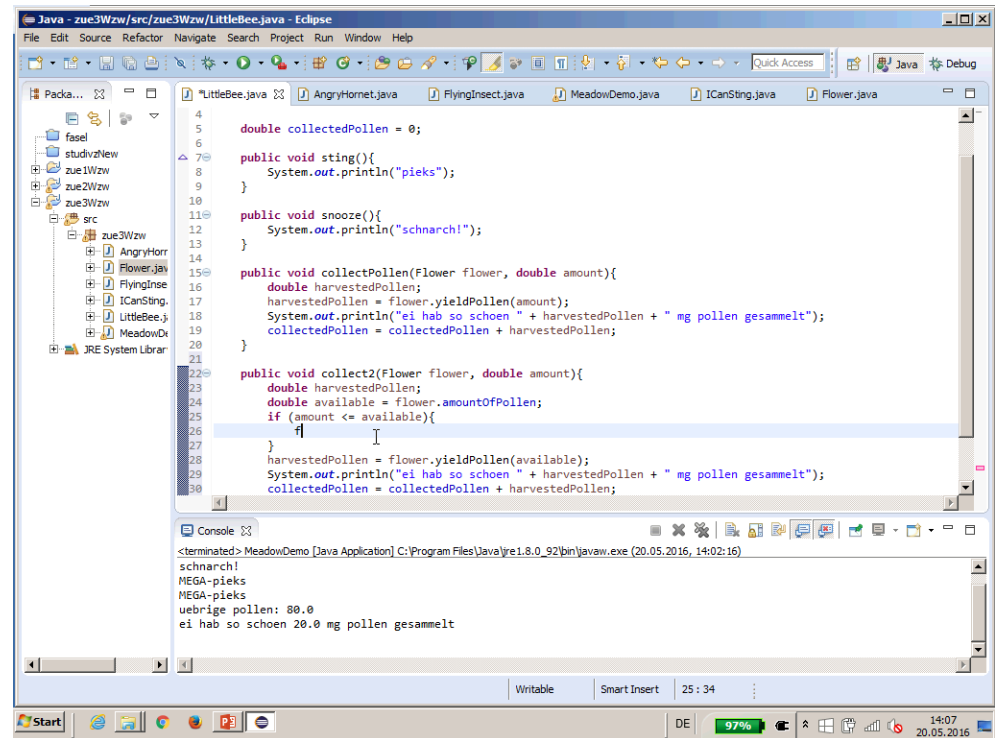 Java - zue3Wzw/src/zue3Wzw/LittleBee.java - Eclipse
File Edit Source Refactor Navigate Search Project Run Window Help
Quick Access
Java
Debug
Packa...
*LittleBee.java
AngryHornet.java
FlyingInsect.java
MeadowDemo.java
ICanSting.java
Flower.java
fasel
studivzNew
zue1Wzw
zue2Wzw
zue3Wzw
src
zue3Wzw
AngryHorr
Flower.jav
FlyingInse
ICanSting.
LittleBee.j
MeadowDe
JRE System Librar
4
5 double collectedPollen = 0;
6
7 public void sting(){
8 System.out.println("pieks");
9 }
10
11 public void snooze(){
12 System.out.println("schnarch!");
13 }
14
15 public void collectPollen(Flower flower, double amount){
16 double harvestedPollen;
17 harvestedPollen = flower.yieldPollen(amount);
18 System.out.println("ei hab so schoen " + harvestedPollen + " mg pollen gesammelt");
19 collectedPollen = collectedPollen + harvestedPollen;
20 }
21
22 public void collect2(Flower flower, double amount){
23 double harvestedPollen;
24 double available = flower.amountOfPollen;
25 if (amount <= available){
26 f
27 }
28 harvestedPollen = flower.yieldPollen(available);
29 System.out.println("ei hab so schoen " + harvestedPollen + " mg pollen gesammelt");
30 collectedPollen = collectedPollen + harvestedPollen;
Console
<terminated> MeadowDemo [Java Application] C:\Program Files\Java\jre1.8.0_92\bin\javaw.exe (20.05.2016, 14:02:16)
schnarch!
MEGA-pieks
MEGA-pieks
uebrige pollen: 80.0
ei hab so schoen 20.0 mg pollen gesammelt
Writable
Smart Insert
25 : 34
Start
DE
97%
14:07
20.05.2016